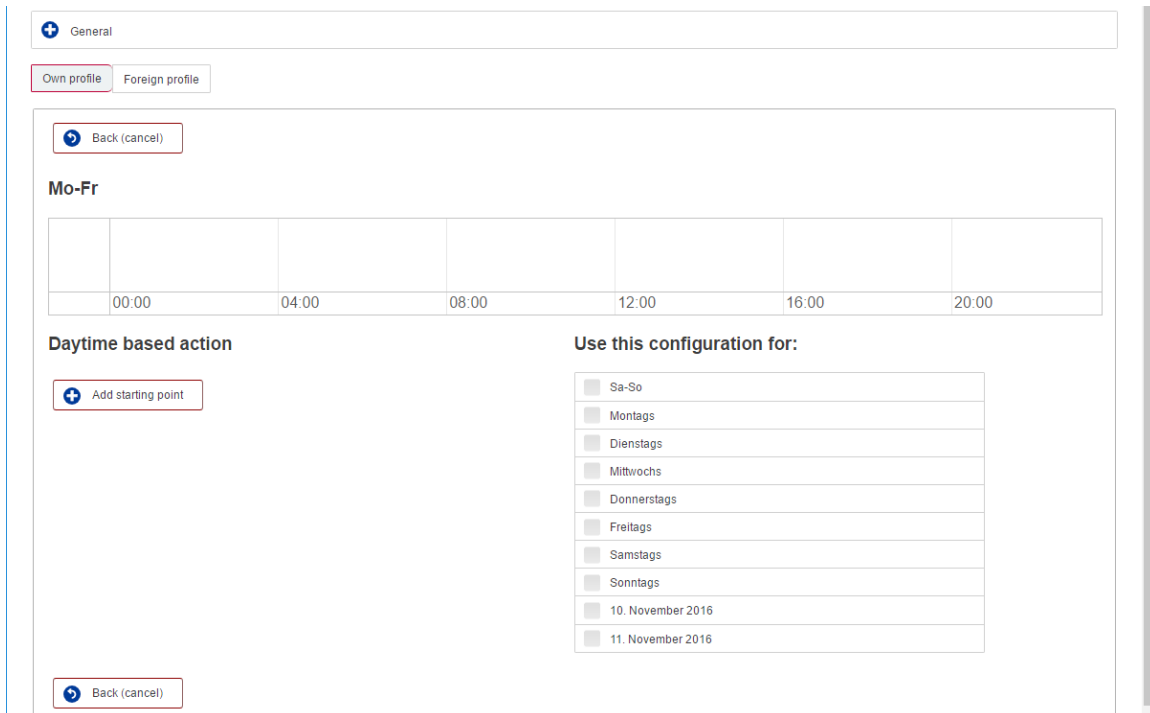 General
Own profile Foreign profile
Back (cancel)
Mo-Fr
00:00 04:00 08:00 12:00 16:00 20:00
Daytime based action
Add starting point
Use this configuration for:
Sa-So
Montags
Dienstags
Mittwochs
Donnerstags
Freitags
Samstags
Sonntags
10. November 2016
11. November 2016
Back (cancel)